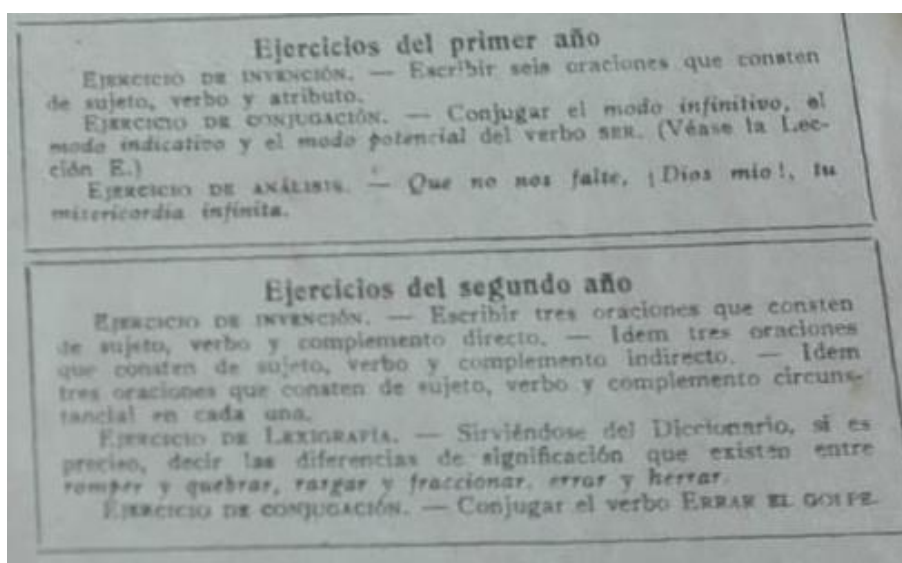 Ejercicios del primer año
EJERCICIO DE INVENCIÓN. — Escribir seis oraciones que consten
de sujeto, verbo y atributo.
EJERCICIO DE CONJUGACIÓN. — Conjugar el modo infinitivo, el
modo indicativo y el modo potencial del verbo SER. (Véase la Lec-
ción E.)
EJERCICIO DE ANÁLISIS. — Que no nos falte, ¡Dios mío!, tu
misericordia infinita.
Ejercicios del segundo año
EJERCICIO DE INVENCIÓN. — Escribir tres oraciones que consten
de sujeto, verbo y complemento directo. — Idem tres oraciones
que consten de sujeto, verbo y complemento indirecto. — Idem
tres oraciones que consten de sujeto, verbo y complemento circuns-
tancial en cada una.
EJERCICIO DE LEXIGRAFÍA. — Sirviéndose del Diccionario, si es
preciso, decir las diferencias de significación que existen entre
romper y quebrar, rasgar y fraccionar, errar y herrar.
EJERCICIO DE CONJUGACIÓN. — Conjugar el verbo ERRAR EL GOLPE.